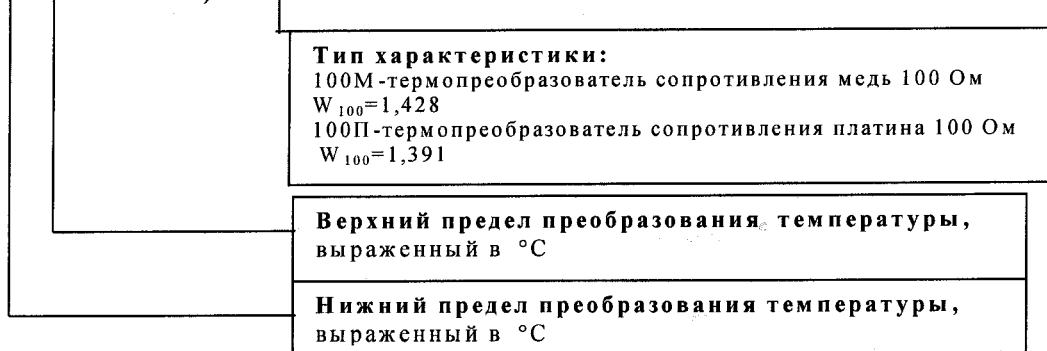 Тип характеристики:
100М-термопреобразователь сопротивления медь 100 Ом
W100=1,428
100П-термопреобразователь сопротивления платина 100 Ом
W100=1,391
Верхний предел преобразования температуры,
выраженный в °С
Нижний предел преобразования температуры,
выраженный в °С